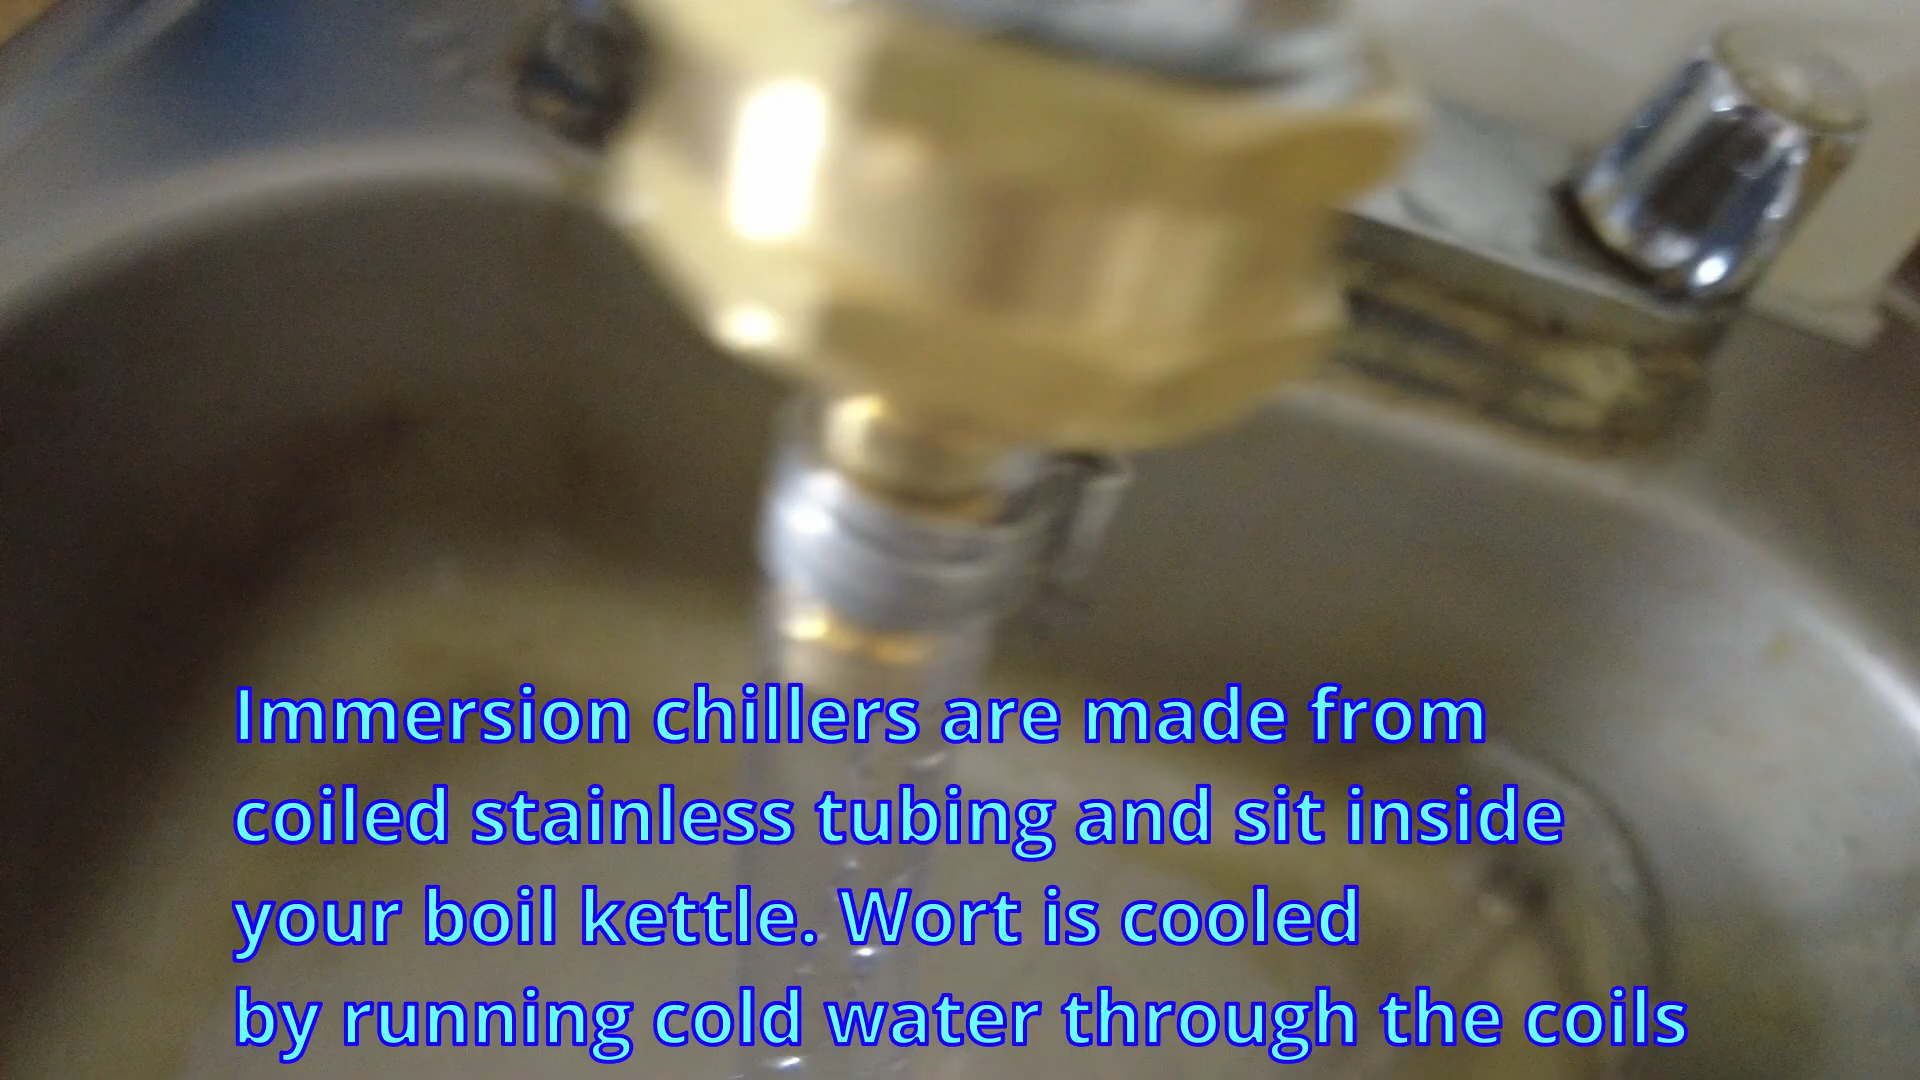 Immersion chillers are made from
coiled stainless tubing and sit inside
your boil kettle. Wort is cooled
by running cold water through the coils